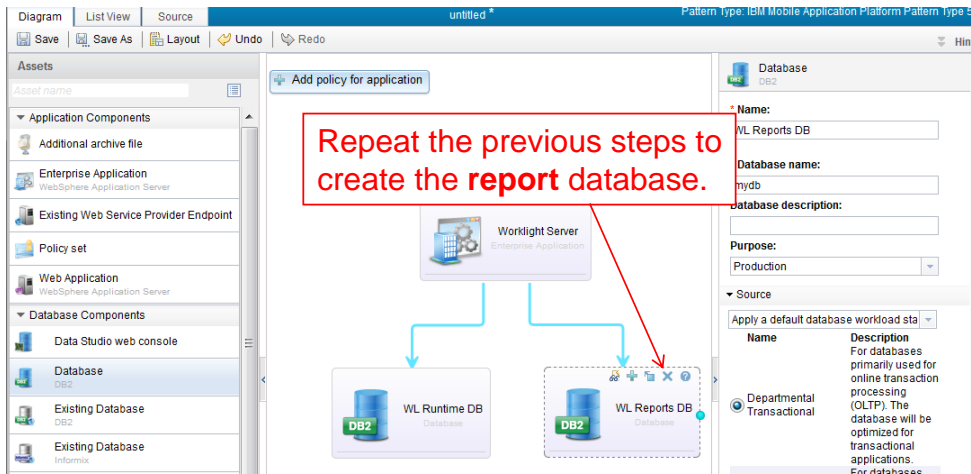 Diagram List View Source untitled * Pattern Type: IBM Mobile Application Platform Pattern Type 5
Save Save As Layout Undo Redo Hin
Assets
Asset name
Application Components
Additional archive file
Enterprise Application
WebSphere Application Server
Existing Web Service Provider Endpoint
Policy set
Web Application
WebSphere Application Server
Database Components
Data Studio web console
Database
DB2
Existing Database
DB2
Existing Database
Informix
Add policy for application
Repeat the previous steps to
create the report database.
Worklight Server
Enterprise Application
WL Runtime DB
Database
DB2
WL Reports DB
Database
DB2
Database
DB2
* Name:
WL Reports DB
Database name:
mydb
Database description:
Purpose:
Production
Source
Apply a default database workload sta
Name Description
Departmental
Transactional
For databases
primarily used for
online transaction
processing
(OLTP). The
database will be
optimized for
transactional
applications.
For databases